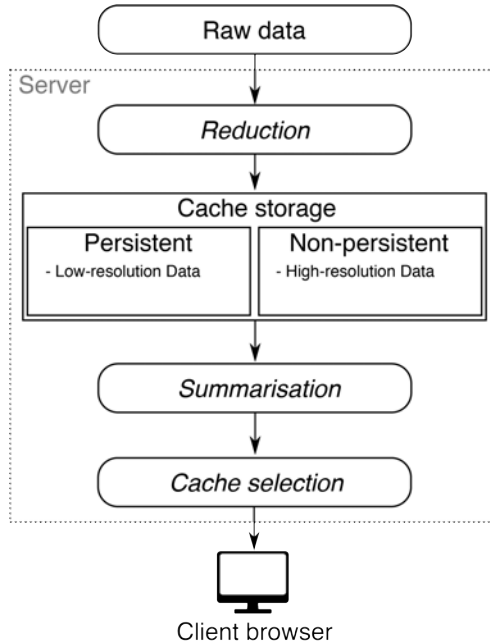 Raw data
Server
Reduction
Cache storage
Persistent
- Low-resolution Data
Non-persistent
- High-resolution Data
Summarisation
Cache selection
Client browser